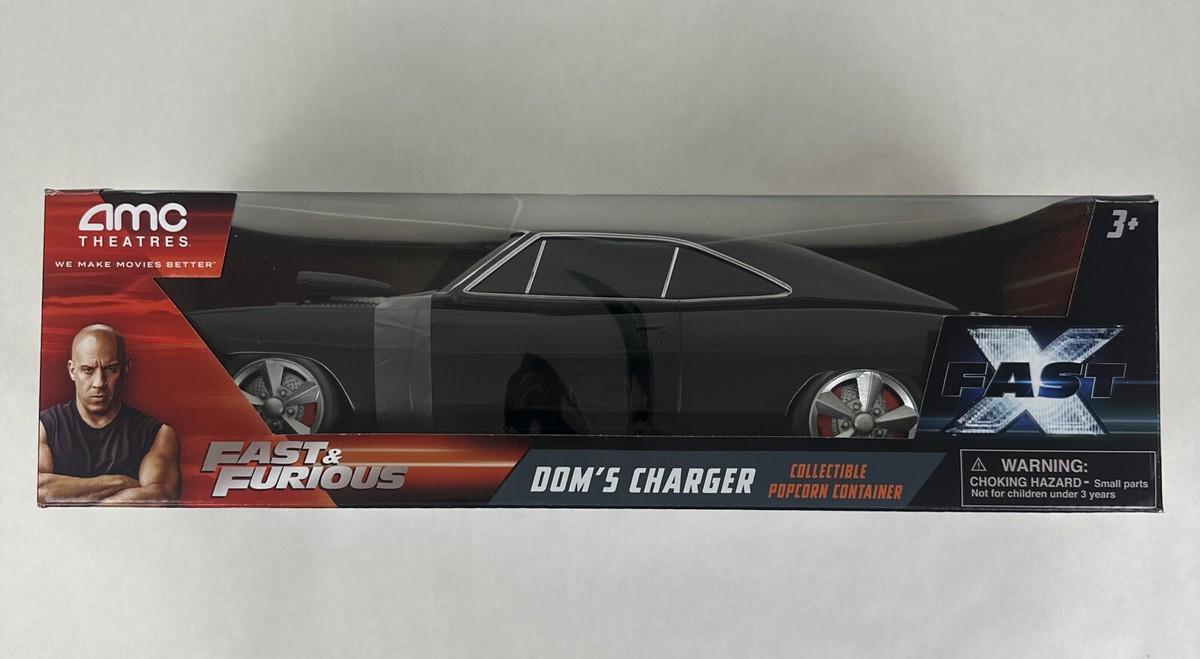 AMC
THEATRES
WE MAKE MOVIES BETTER™
3+
FAST X
FAST &
FURIOUS
DOM'S CHARGER
COLLECTIBLE
POPCORN CONTAINER
⚠ WARNING:
CHOKING HAZARD - Small parts
Not for children under 3 years